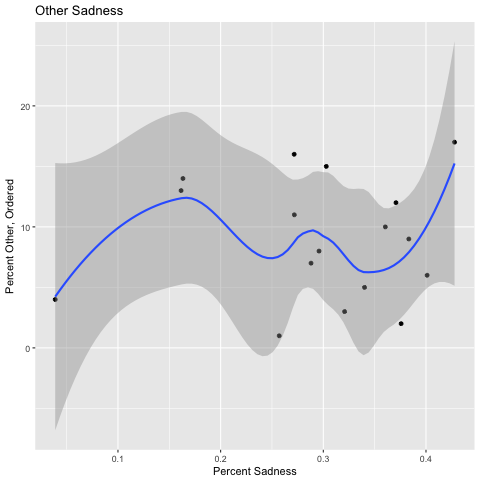 Other Sadness
Percent Other, Ordered
20
10
0
0.1 0.2 0.3 0.4
Percent Sadness